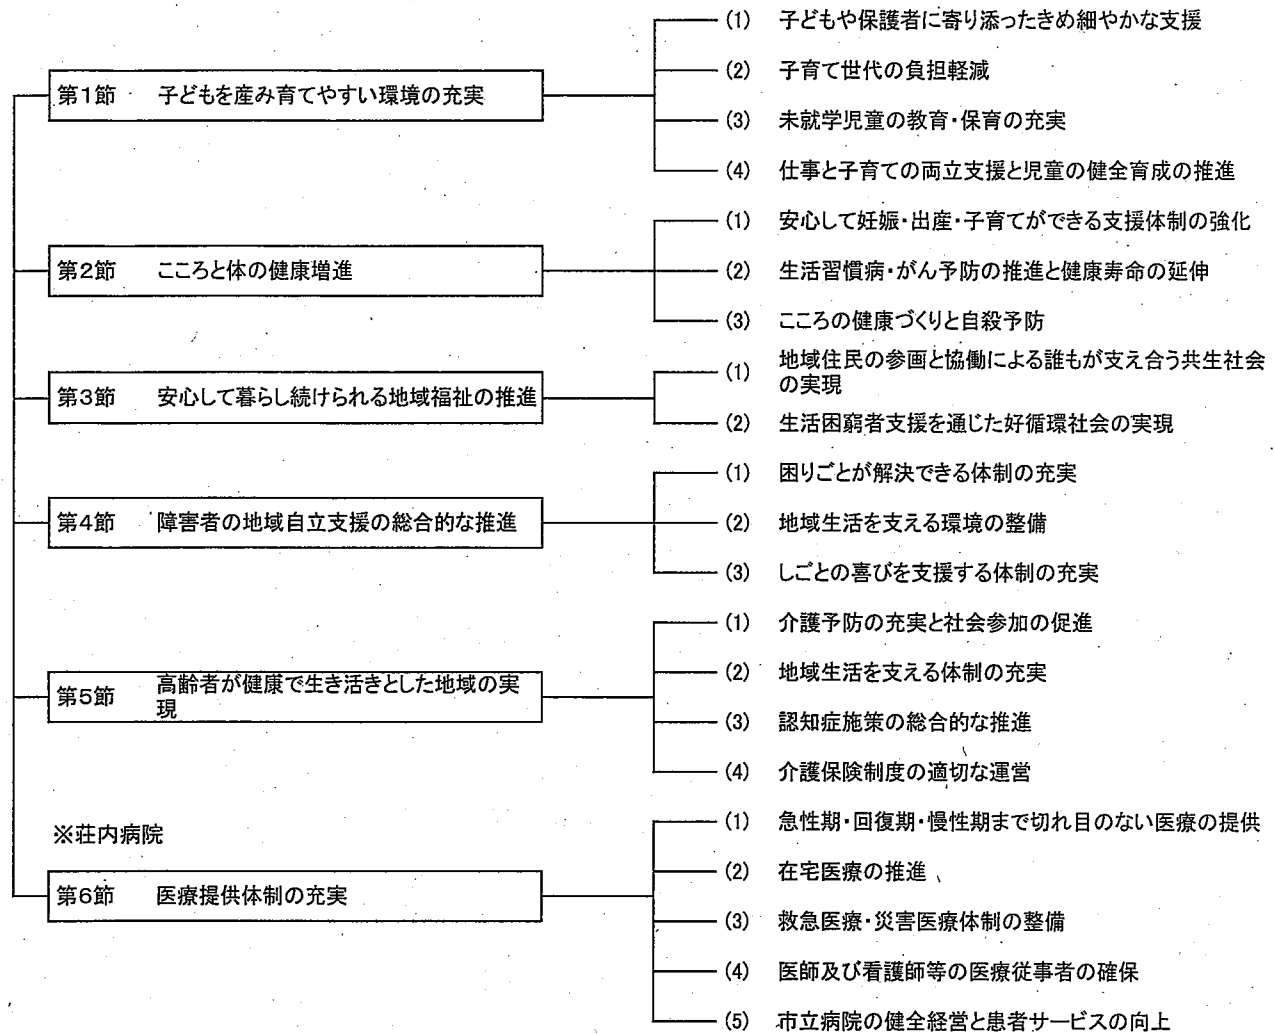 第1節 子どもを産み育てやすい環境の充実
(1) 子どもや保護者に寄り添ったきめ細やかな支援
(2) 子育て世代の負担軽減
(3) 未就学児童の教育・保育の充実
(4) 仕事と子育ての両立支援と児童の健全育成の推進
第2節 こころと体の健康増進
(1) 安心して妊娠・出産・子育てができる支援体制の強化
(2) 生活習慣病・がん予防の推進と健康寿命の延伸
(3) こころの健康づくりと自殺予防
第3節 安心して暮らし続けられる地域福祉の推進
(1) 地域住民の参画と協働による誰もが支え合う共生社会
の実現
(2) 生活困窮者支援を通じた好循環社会の実現
第4節 障害者の地域自立支援の総合的な推進
(1) 困りごとが解決できる体制の充実
(2) 地域生活を支える環境の整備
(3) しごとの喜びを支援する体制の充実
第5節 高齢者が健康で生き活きとした地域の実
現
(1) 介護予防の充実と社会参加の促進
(2) 地域生活を支える体制の充実
(3) 認知症施策の総合的な推進
(4) 介護保険制度の適切な運営
※荘内病院
第6節 医療提供体制の充実
(1) 急性期・回復期・慢性期まで切れ目のない医療の提供
(2) 在宅医療の推進
(3) 救急医療・災害医療体制の整備
(4) 医師及び看護師等の医療従事者の確保
(5) 市立病院の健全経営と患者サービスの向上